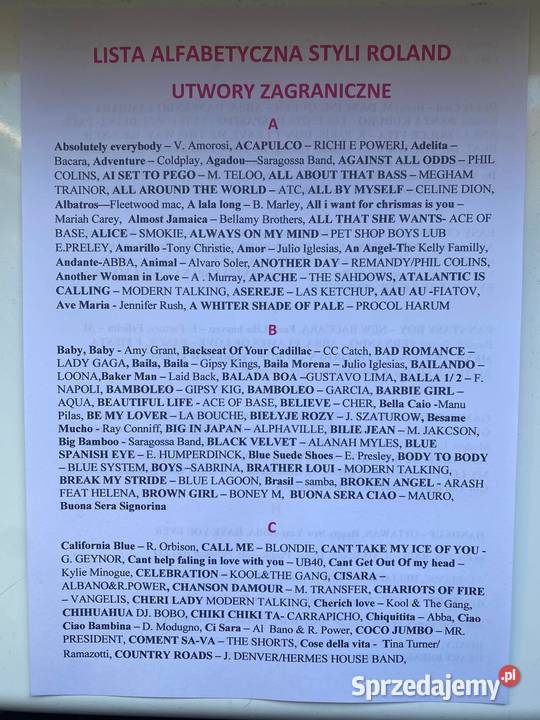 LISTA ALFABETYCZNA STYLI ROLAND
UTWORY ZAGRANICZNE
A
Absolutely everybody – V. Amorosi, ACAPULCO – RICHI E POWERI, Adelita –
Bacara, Adventure – Coldplay, Agadou—Saragossa Band, AGAINST ALL ODDS – PHIL
COLINS, AI SET TO PEGO – M. TELOO, ALL ABOUT THAT BASS – MEGHAM
TRAINOR, ALL AROUND THE WORLD – ATC, ALL BY MYSELF – CELINE DION,
Albatros—Fleetwood mac, A lala long – B. Marley, All i want for chrismas is you –
Mariah Carey, Almost Jamaica – Bellamy Brothers, ALL THAT SHE WANTS- ACE OF
BASE, ALICE – SMOKIE, ALWAYS ON MY MIND – PET SHOP BOYS LUB
E.PRELEY, Amarillo -Tony Christie, Amor – Julio Iglesias, An Angel-The Kelly Familly,
Andante-ABBA, Animal – Alvaro Soler, ANOTHER DAY – REMANDY/PHIL COLINS,
Another Woman in Love – A . Murray, APACHE – THE SAHDOWS, ATALANTIC IS
CALLING – MODERN TALKING, ASEREJE – LAS KETCHUP, AAU AU -FIATOV,
Ave Maria - Jennifer Rush, A WHITER SHADE OF PALE – PROCOL HARUM
B
Baby, Baby - Amy Grant, Backseat Of Your Cadillac – CC Catch, BAD ROMANCE –
LADY GAGA, Baila, Baila – Gipsy Kings, Baila Morena – Julio Iglesias, BAILANDO –
LOONA,Baker Man – Laid Back, BALADA BOA –GUSTAVO LIMA, BALLA 1/ 2 – F.
NAPOLI, BAMBOLEO – GIPSY KIG, BAMBOLEO – GARCIA, BARBIE GIRL –
AQUA, BEAUTIFUL LIFE - ACE OF BASE, BELIEVE – CHER, Bella Caio -Manu
Pilas, BE MY LOVER – LA BOUCHE, BIEŁYJE ROZY – J. SZATUROW, Besame
Mucho - Ray Conniff, BIG IN JAPAN – ALPHAVILLE, BILIE JEAN – M. JAKCSON,
Big Bamboo - Saragossa Band, BLACK VELVET – ALANAH MYLES, BLUE
SPANISH EYE – E. HUMPERDINCK, Blue Suede Shoes – E. Presley, BODY TO BODY
– BLUE SYSTEM, BOYS –SABRINA, BRATHER LOUI - MODERN TALKING,
BREAK MY STRIDE – BLUE LAGOON, Brasil – samba, BROKEN ANGEL - ARASH
FEAT HELENA, BROWN GIRL – BONEY M, BUONA SERA CIAO – MAURO,
Buona Sera Signorina
C
California Blue – R. Orbison, CALL ME – BLONDIE, CANT TAKE MY ICE OF YOU -
G. GEYNOR, Cant help faling in love with you – UB40, Cant Get Out Of my head –
Kylie Minogue, CELEBRATION – KOOL&THE GANG, CISARA –
ALBANO&R.POWER, CHANSON DAMOUR – M. TRANSFER, CHARIOTS OF FIRE
– VANGELIS, CHERI LADY MODERN TALKING, Cherich love – Kool & The Gang,
CHIHUAHUA DJ. BOBO, CHIKI CHIKI TA- CARRAPICHO, Chiquitita – Abba, Ciao
Ciao Bambina – D. Modugno, Ci Sara – Al Bano & R. Power, COCO JUMBO – MR.
PRESIDENT, COMENT SA-VA – THE SHORTS, Cose della vita - Tina Turner/
Ramazotti, COUNTRY ROADS – J. DENVER/HERMES HOUSE BAND,
Sprzedajemy.pl